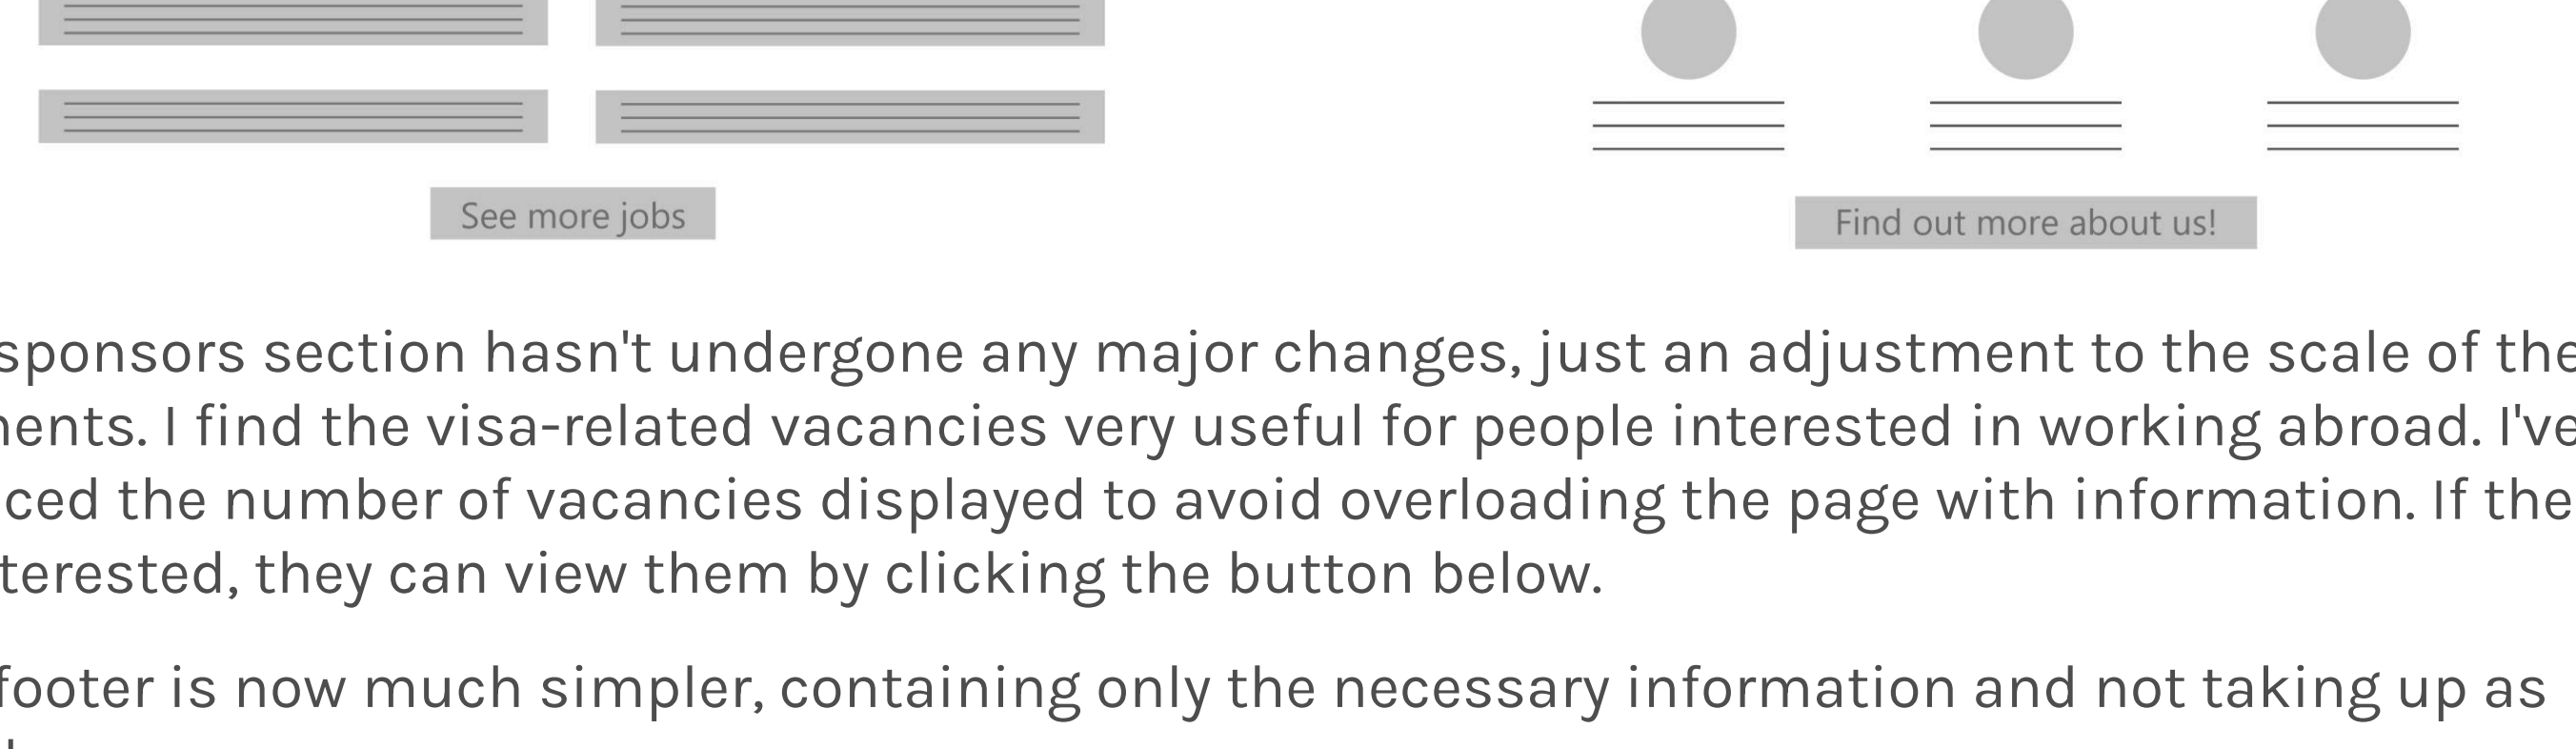 See more jobs
Find out more about us!
sponsors section hasn't undergone any major changes, just an adjustment to the scale of the
ents. I find the visa-related vacancies very useful for people interested in working abroad. I've
ced the number of vacancies displayed to avoid overloading the page with information. If the
terested, they can view them by clicking the button below.
footer is now much simpler, containing only the necessary information and not taking up as